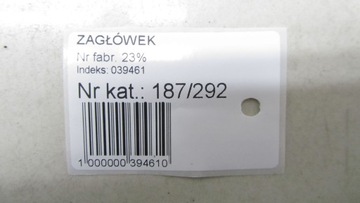 ZAGŁÓWEK
Nr fabr. 23%
Indeks: 039461
Nr kat.: 187/292
1 000000 394610